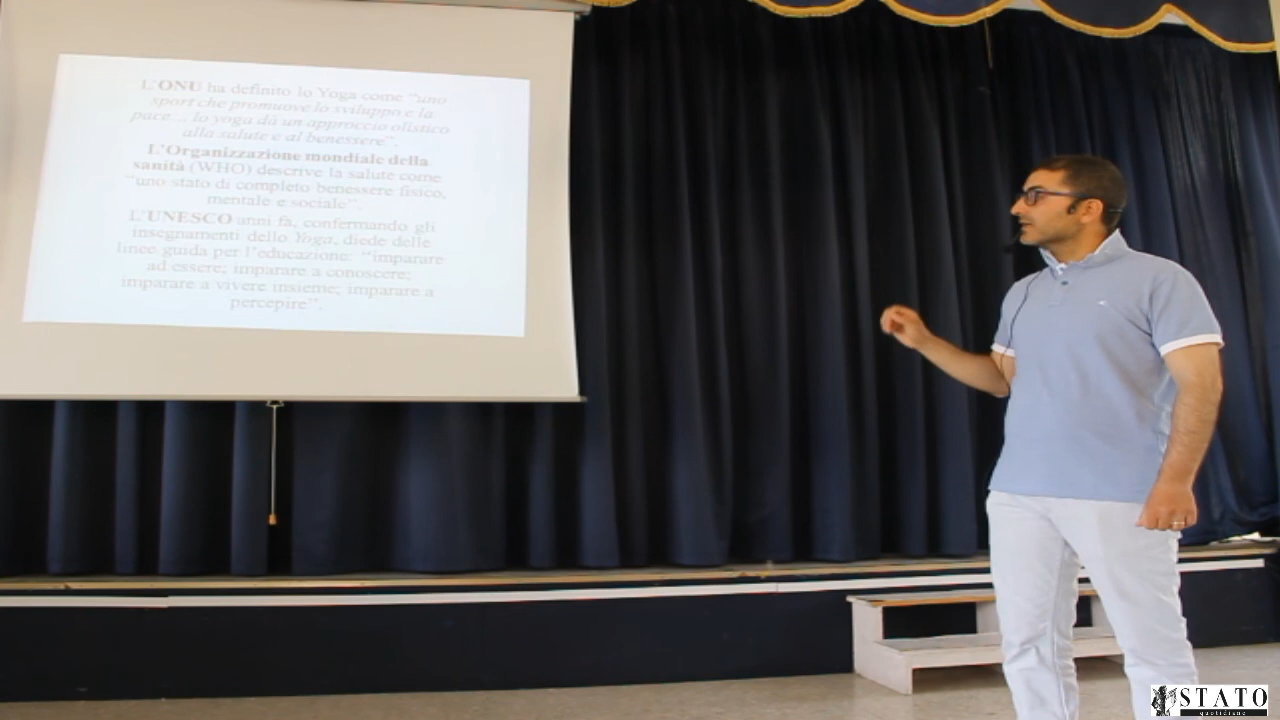 L'ONU ha definito lo Yoga come "uno
sport che promuove lo sviluppo e la
pace... lo yoga dà un approccio olistico
alla salute e al benessere".
L'Organizzazione mondiale della
sanità (WHO) descrive la salute come
"uno stato di completo benessere fisico,
mentale e sociale"
L'UNESCO anni fa, confermando gli
insegnamenti dello Yoga, diede delle
linee guida per l'educazione: "imparare
ad essere; imparare a conoscere;
imparare a vivere insieme; imparare a
percepire".
STATO
quotidiano